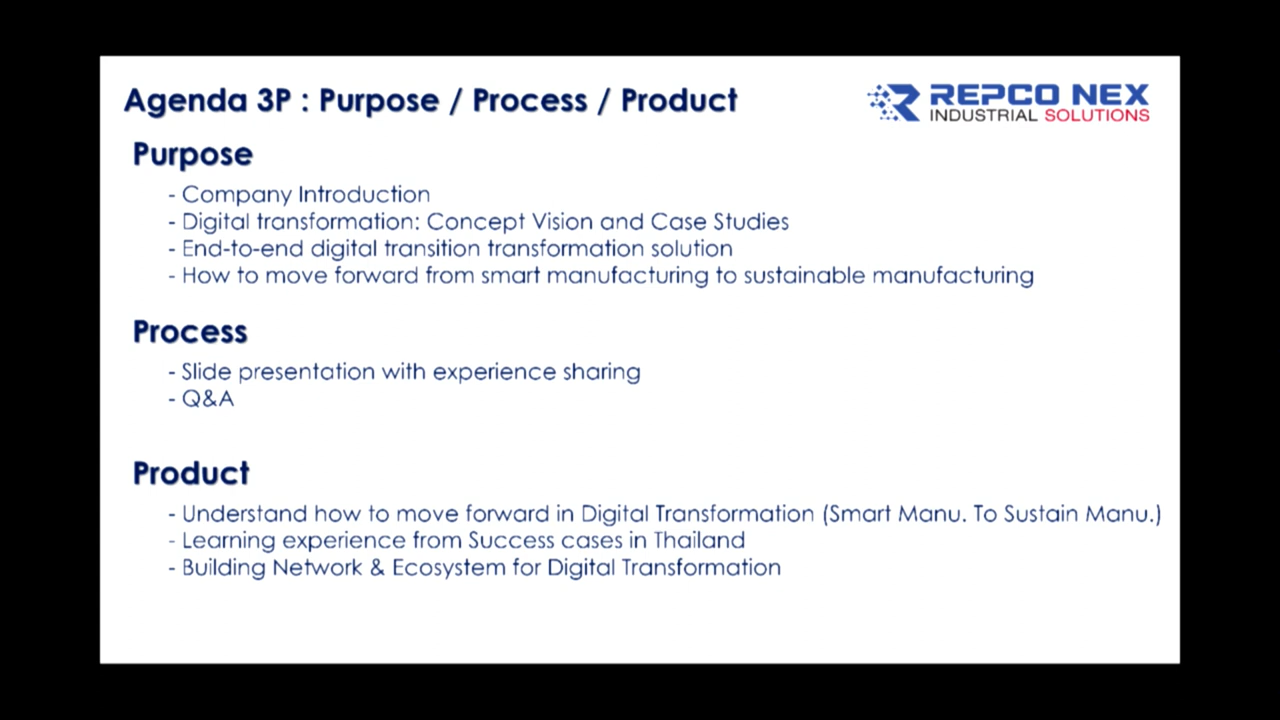 Agenda 3P : Purpose / Process / Product
REPCO NEX
INDUSTRIAL SOLUTIONS
Purpose
- Company Introduction
- Digital transformation: Concept Vision and Case Studies
- End-to-end digital transition transformation solution
- How to move forward from smart manufacturing to sustainable manufacturing
Process
- Slide presentation with experience sharing
- Q&A
Product
- Understand how to move forward in Digital Transformation (Smart Manu. To Sustain Manu.)
- Learning experience from Success cases in Thailand
- Building Network & Ecosystem for Digital Transformation